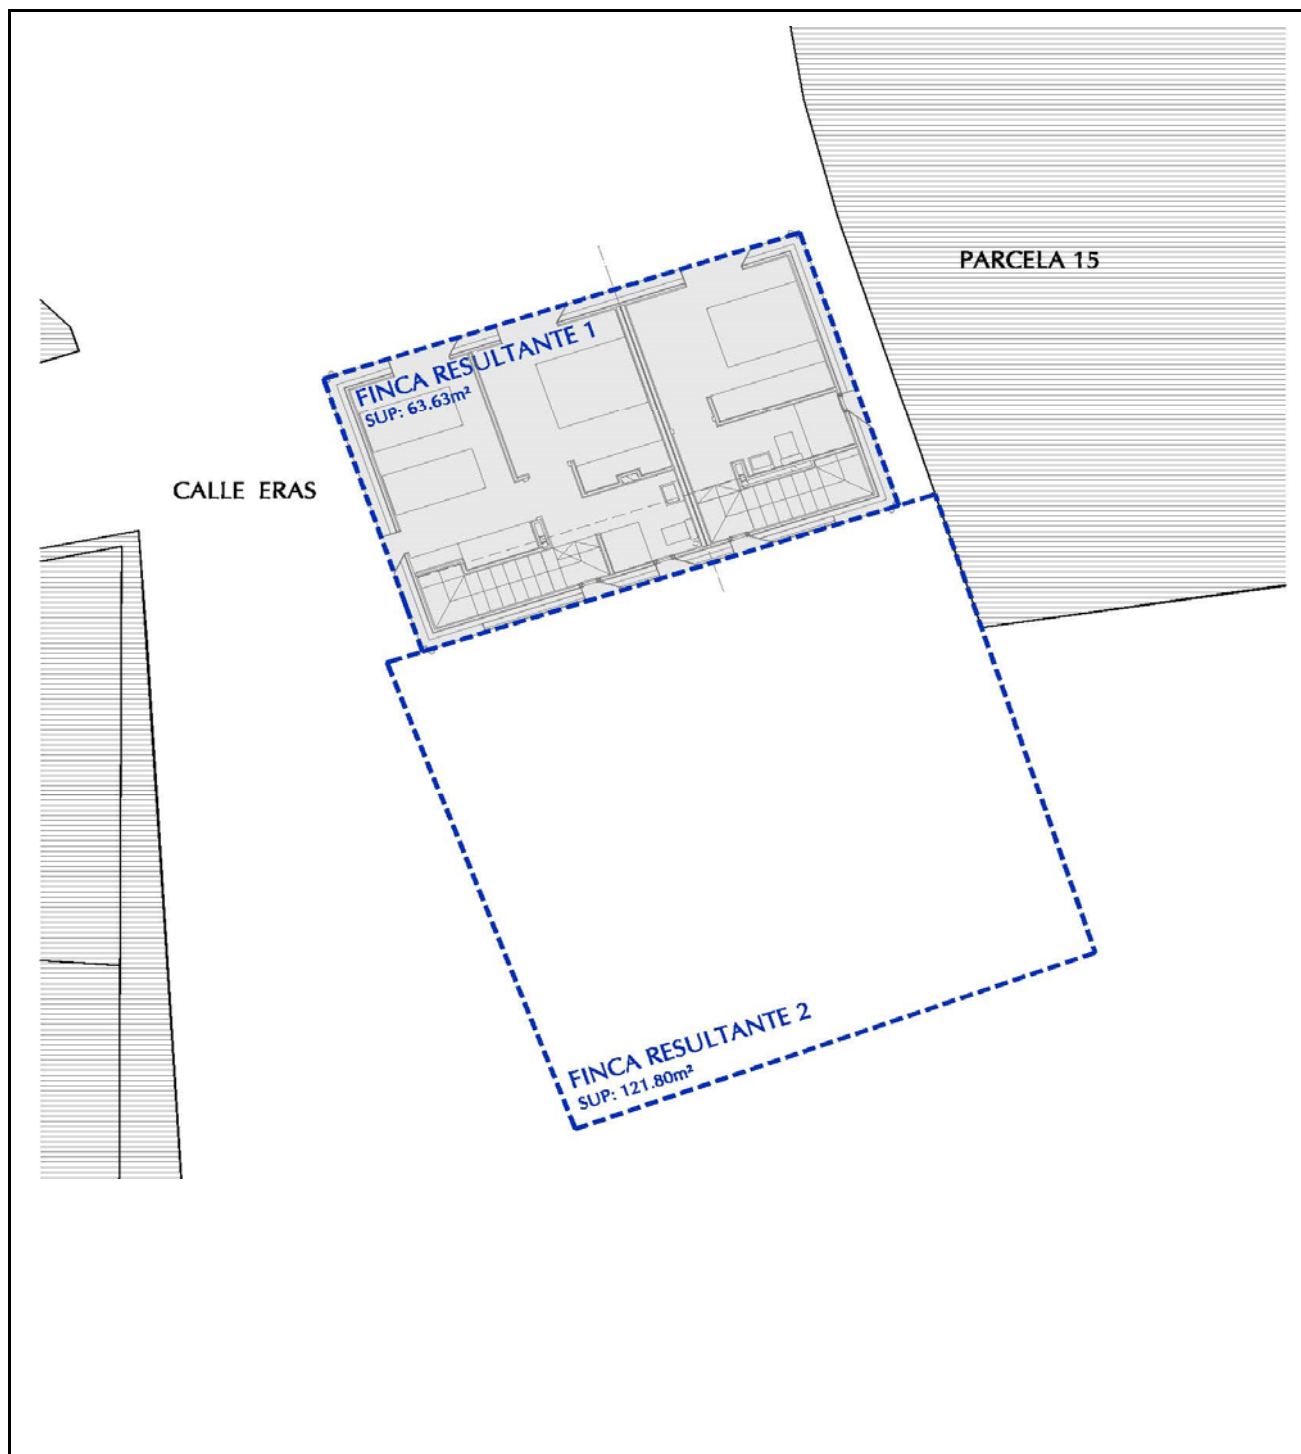 PARCELA 15
FINCA RESULTANTE 1
SUP: 63.63m²
CALLE ERAS
FINCA RESULTANTE 2
SUP: 121.80m²